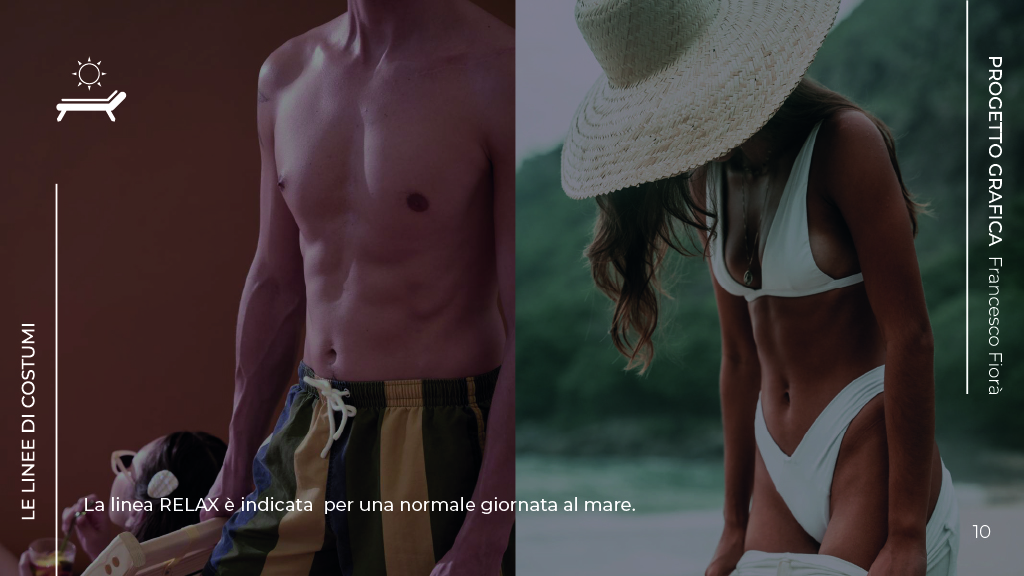 LE LINEE DI COSTUMI
La linea RELAX è indicata  per una normale giornata al mare.
PROGETTO GRAFICA Francesco Fiorà
10